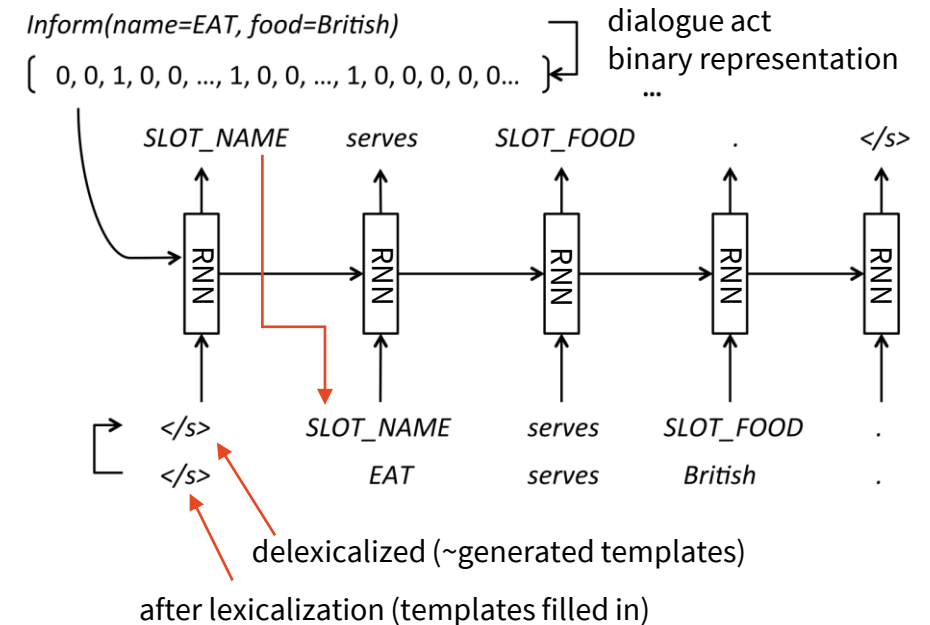 Inform(name=EAT, food=British)
dialogue act
binary representation
{ 0, 0, 1, 0, 0, ..., 1, 0, 0, ..., 1, 0, 0, 0, 0, 0... }
...
SLOT_NAME serves SLOT_FOOD . </s>
RNN RNN RNN RNN RNN
</s> SLOT_NAME serves SLOT_FOOD .
</s> EAT serves British .
delexicalized (~generated templates)
after lexicalization (templates filled in)